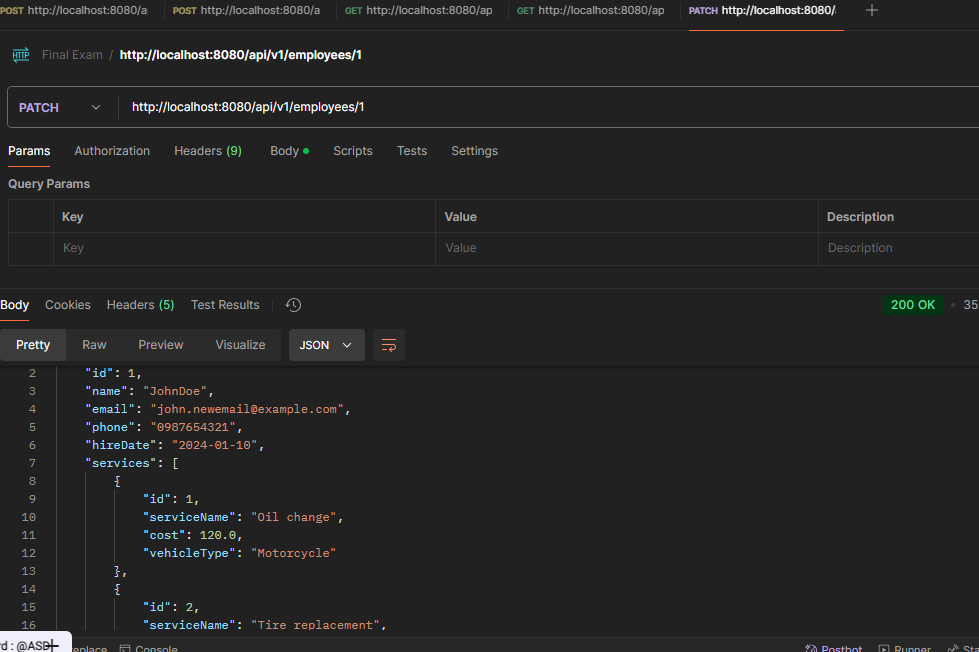 POST http://localhost:8080/a POST http://localhost:8080/a GET http://localhost:8080/ap GET http://localhost:8080/ap PATCH http://localhost:8080/
HTTP Final Exam / http://localhost:8080/api/v1/employees/1
PATCH http://localhost:8080/api/v1/employees/1
Params Authorization Headers (9) Body Scripts Tests Settings
Query Params
Key Value Description
Key Value Description
Body Cookies Headers (5) Test Results 200 OK 35
Pretty Raw Preview Visualize JSON
2 "id": 1,
3 "name": "JohnDoe",
4 "email": "john.newemail@example.com",
5 "phone": "0987654321",
6 "hireDate": "2024-01-10",
7 "services": [
8 {
9 "id": 1,
10 "serviceName": "Oil change",
11 "cost": 120.0,
12 "vehicleType": "Motorcycle"
13 },
14 {
15 "id": 2,
16 "serviceName": "Tire replacement",
rd : @ASD eplace Console Postbot Runner Sta